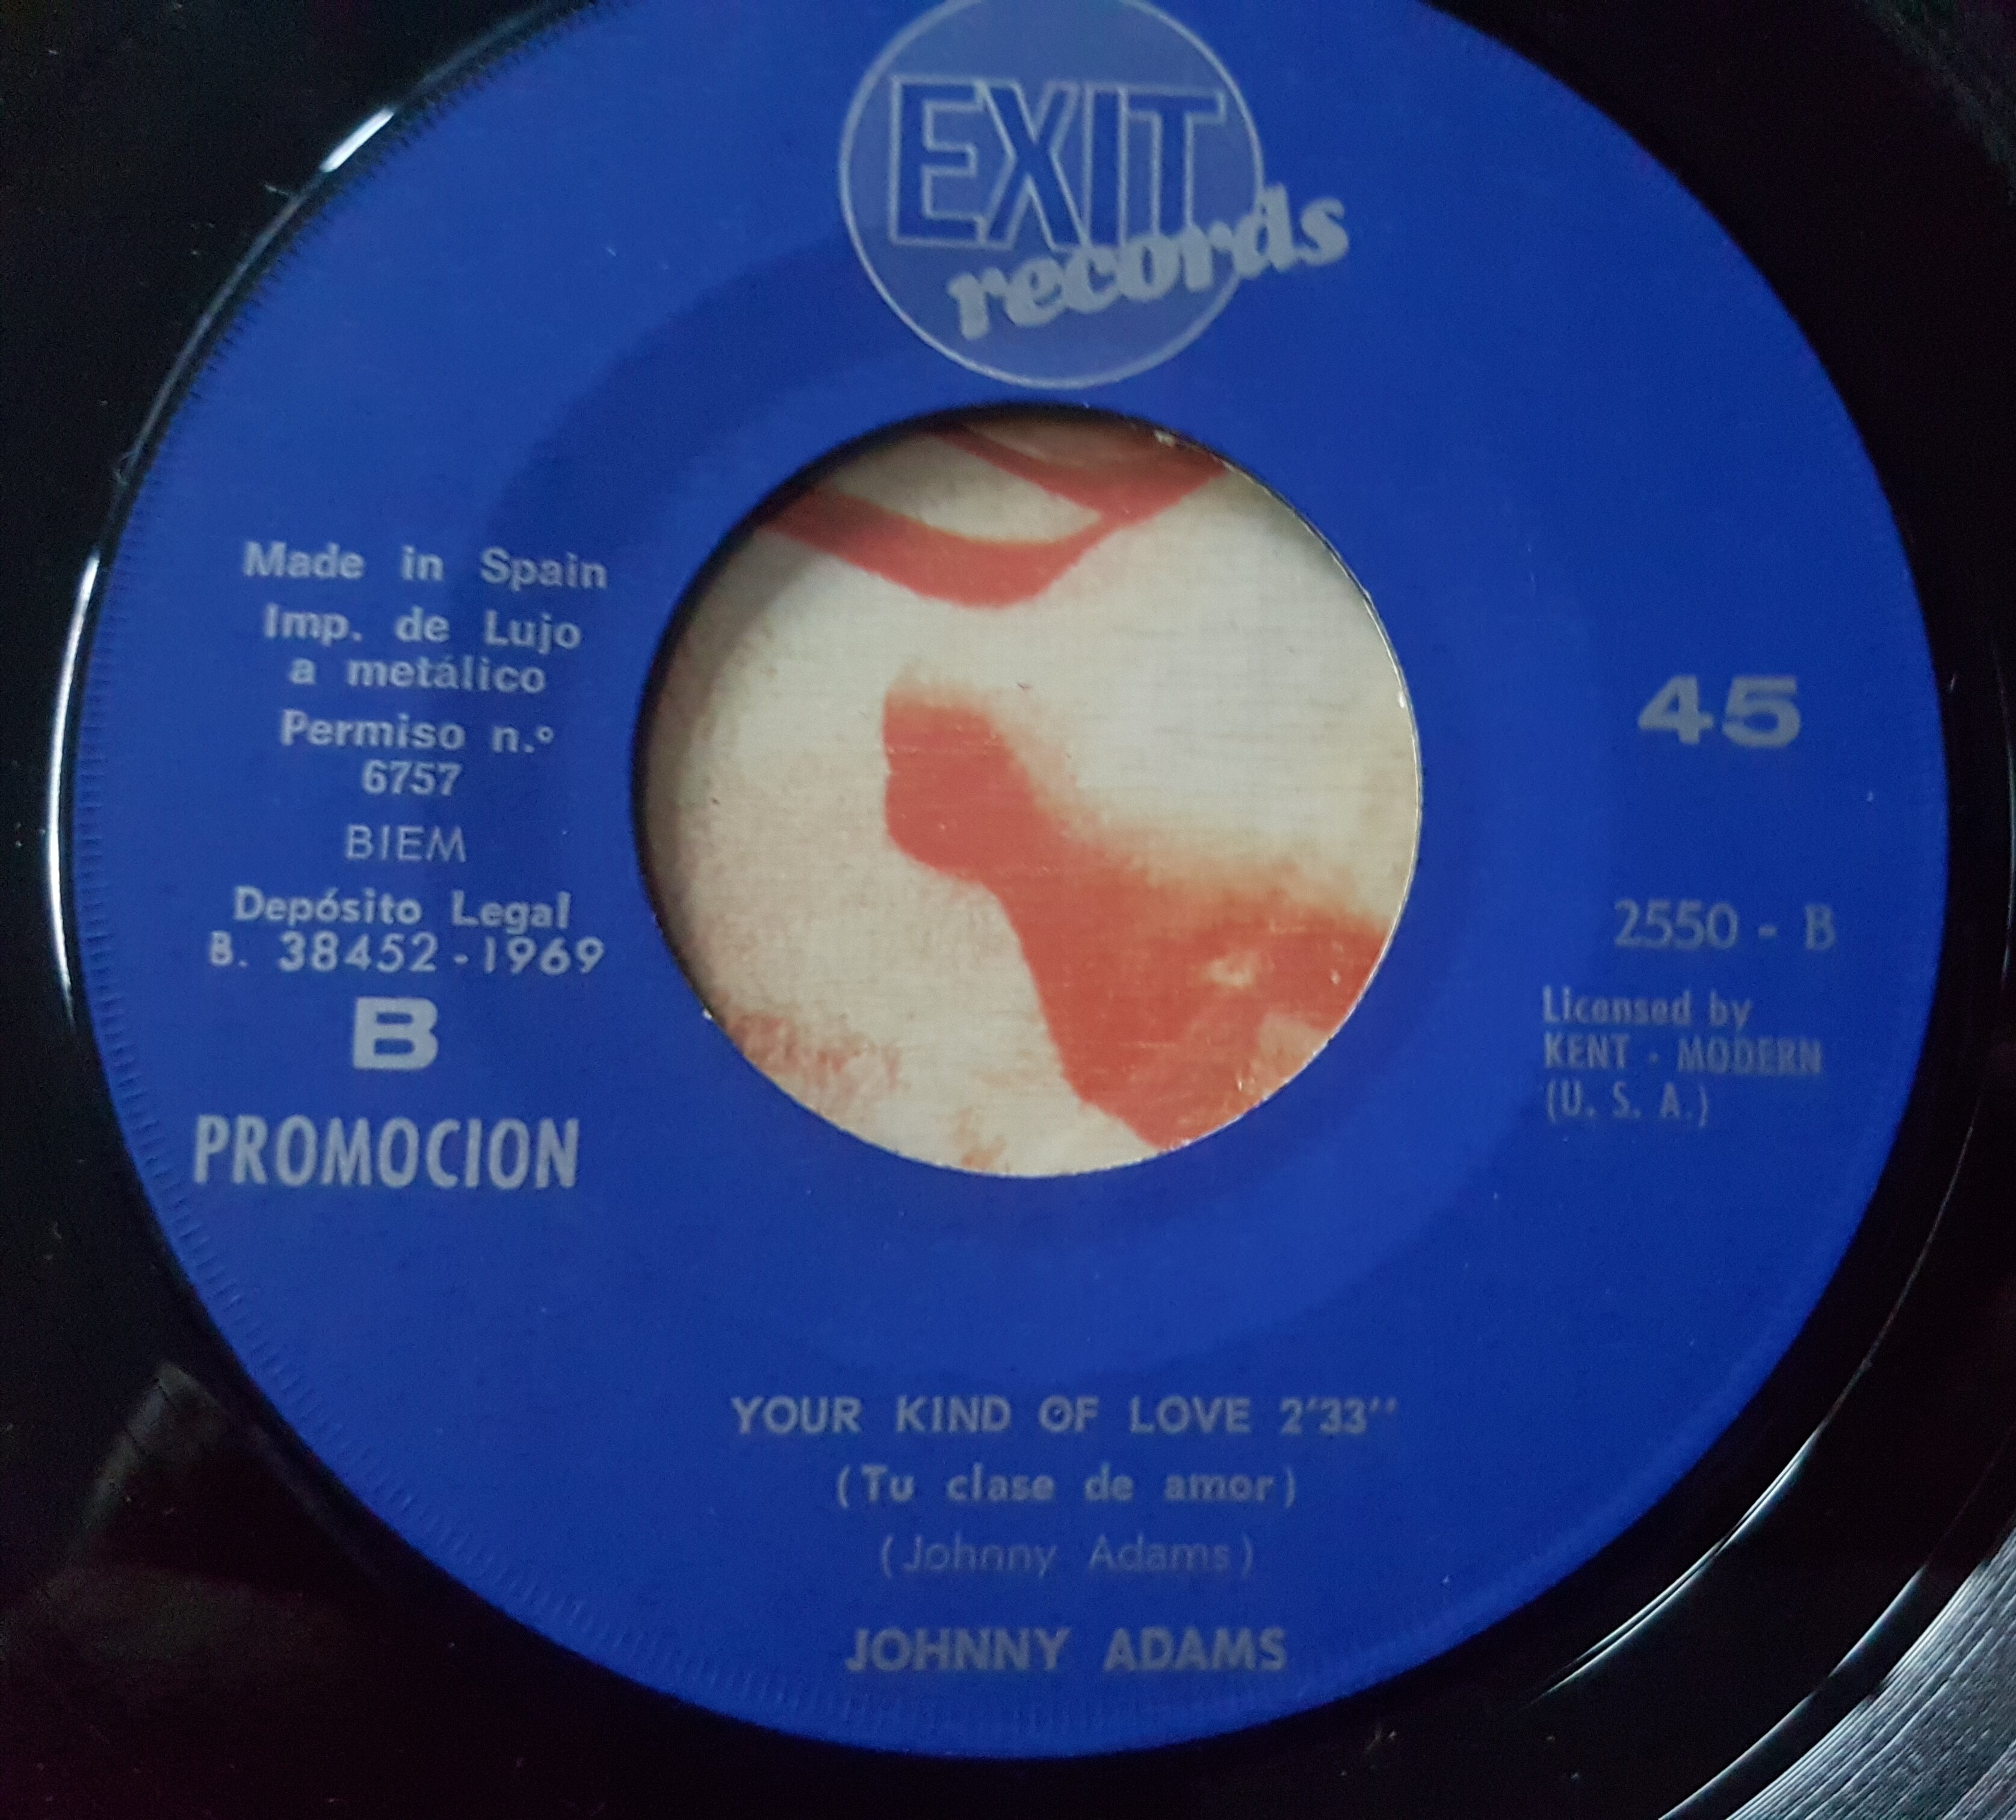 EXIT
records
Made in Spain
Imp. de Lujo
a metálico
Permiso n.º
6757
BIEM
Depósito Legal
B. 38452-1969
B
PROMOCION
45
2550 - B
Licensed by
KENT - MODERN
(U. S. A.)
YOUR KIND OF LOVE 2'33''
(Tu clase de amor)
(Johnny Adams)
JOHNNY ADAMS